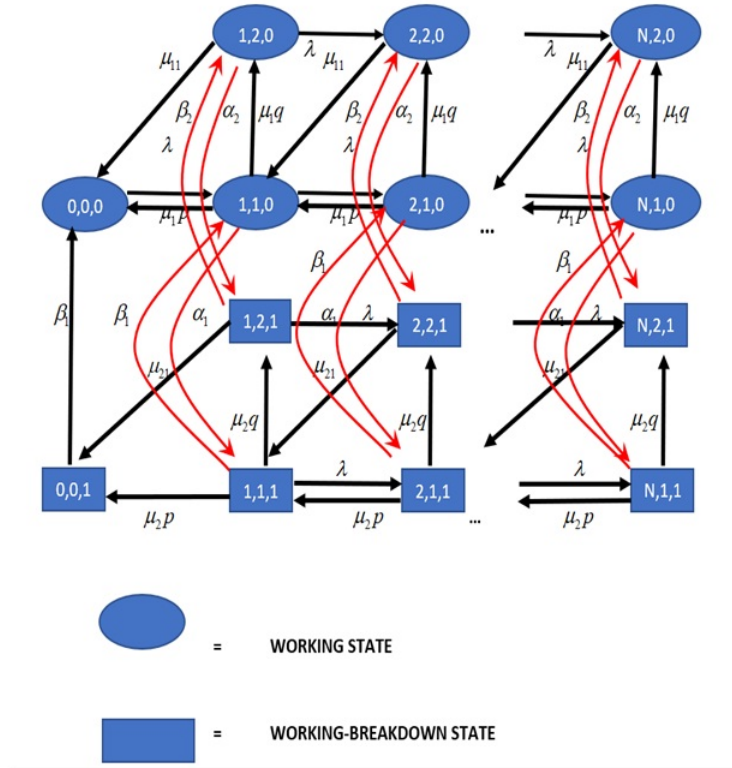 1,2,0 λ 2,2,0 λ N,2,0
μ₁₁ μ₁₁ μ₁₁
β₂ α₂ μ₁q β₂ α₂ μ₁q β₂ α₂ μ₁q
λ λ λ
0,0,0 1,1,0 2,1,0 N,1,0
μ₁p μ₁p ... μ₁p
β₁ β₁
β₁ β₁ α₁ 1,2,1 α₁ λ 2,2,1 α₁ λ N,2,1
μ₂₁ μ₂₁ μ₂₁
μ₂q μ₂q μ₂q
λ λ
0,0,1 1,1,1 2,1,1 N,1,1
μ₂p μ₂p ... μ₂p
= WORKING STATE
= WORKING-BREAKDOWN STATE